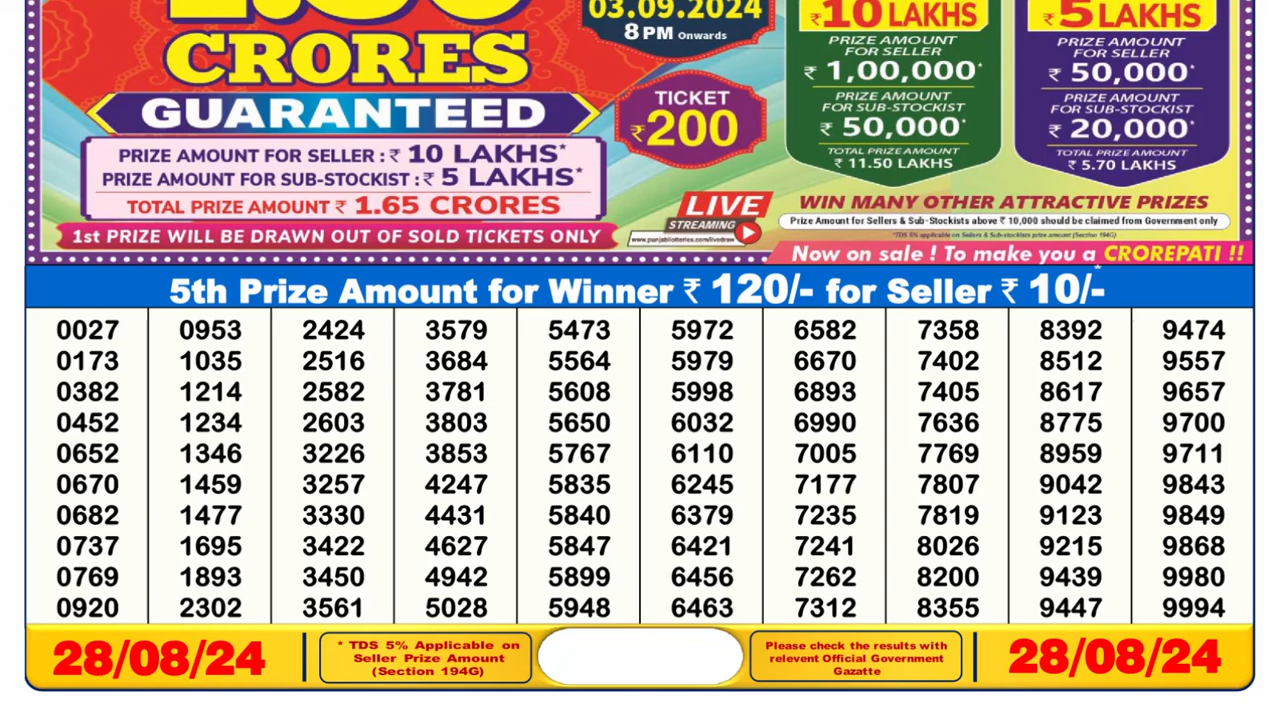 CRORES
GUARANTEED
PRIZE AMOUNT FOR SELLER : ₹ 10 LAKHS*
PRIZE AMOUNT FOR SUB-STOCKIST : ₹ 5 LAKHS*
TOTAL PRIZE AMOUNT ₹ 1.65 CRORES
1st PRIZE WILL BE DRAWN OUT OF SOLD TICKETS ONLY
03.09.2024
8 PM Onwards
TICKET
₹200
LIVE
STREAMING
www.punjablotteries.com/livedraw
₹10 LAKHS
PRIZE AMOUNT
FOR SELLER
₹ 1,00,000*
PRIZE AMOUNT
FOR SUB-STOCKIST
₹ 50,000*
TOTAL PRIZE AMOUNT
₹ 11.50 LAKHS
₹5 LAKHS
PRIZE AMOUNT
FOR SELLER
₹ 50,000*
PRIZE AMOUNT
FOR SUB-STOCKIST
₹ 20,000*
TOTAL PRIZE AMOUNT
₹ 5.70 LAKHS
WIN MANY OTHER ATTRACTIVE PRIZES
Prize Amount for Sellers & Sub-Stockists above ₹ 10,000 should be claimed from Government only
*TDS 5% applicable on Sellers & Sub-stockists prize amount (Section 194G)
Now on sale ! To make you a CROREPATI !!
5th Prize Amount for Winner ₹ 120/- for Seller ₹ 10/-*
0027 0953 2424 3579 5473 5972 6582 7358 8392 9474
0173 1035 2516 3684 5564 5979 6670 7402 8512 9557
0382 1214 2582 3781 5608 5998 6893 7405 8617 9657
0452 1234 2603 3803 5650 6032 6990 7636 8775 9700
0652 1346 3226 3853 5767 6110 7005 7769 8959 9711
0670 1459 3257 4247 5835 6245 7177 7807 9042 9843
0682 1477 3330 4431 5840 6379 7235 7819 9123 9849
0737 1695 3422 4627 5847 6421 7241 8026 9215 9868
0769 1893 3450 4942 5899 6456 7262 8200 9439 9980
0920 2302 3561 5028 5948 6463 7312 8355 9447 9994
28/08/24
* TDS 5% Applicable on
Seller Prize Amount
(Section 194G)
Please check the results with
relevent Official Government
Gazatte
28/08/24